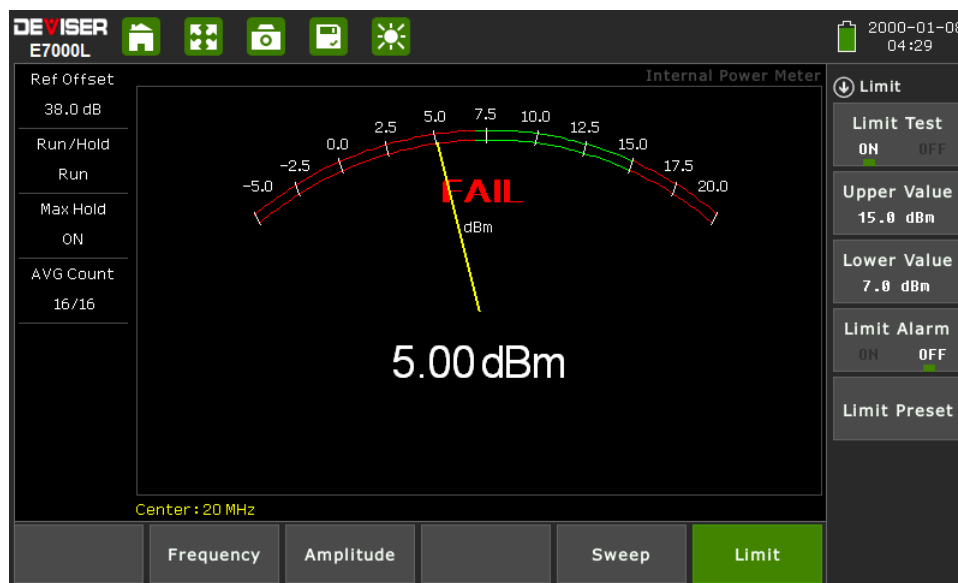 DEVISER
E7000L
2000-01-08
04:29
Ref Offset
38.0 dB
Run/Hold
Run
Max Hold
ON
AVG Count
16/16
Internal Power Meter
-5.0
-2.5
0.0
2.5
5.0
7.5
10.0
12.5
15.0
17.5
20.0
FAIL
dBm
5.00 dBm
Center: 20 MHz
Limit
Limit Test
ON OFF
Upper Value
15.0 dBm
Lower Value
7.0 dBm
Limit Alarm
ON OFF
Limit Preset
Frequency
Amplitude
Sweep
Limit